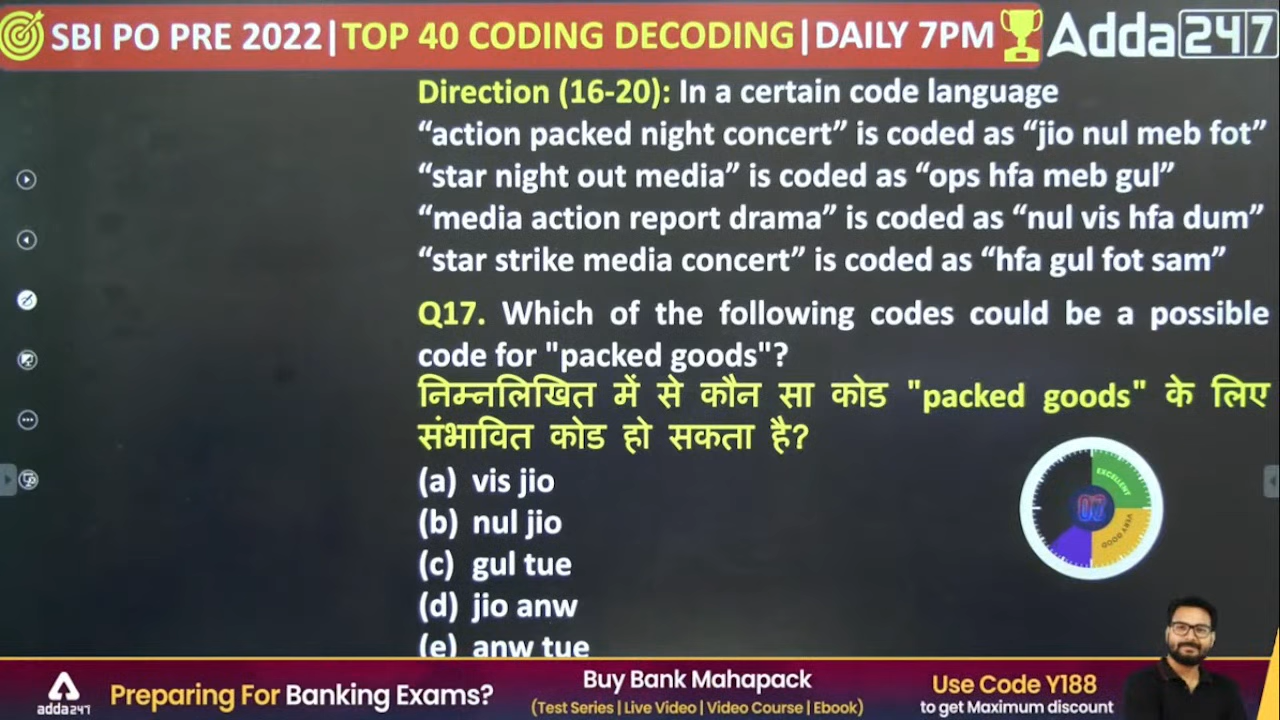 SBI PO PRE 2022|TOP 40 CODING DECODING|DAILY 7PM
Adda247
Direction (16-20): In a certain code language
“action packed night concert” is coded as “jio nul meb fot”
“star night out media” is coded as “ops hfa meb gul”
“media action report drama” is coded as “nul vis hfa dum”
“star strike media concert” is coded as “hfa gul fot sam”
Q17. Which of the following codes could be a possible
code for "packed goods"?
निम्नलिखित में से कौन सा कोड "packed goods" के लिए
संभावित कोड हो सकता है?
(a) vis jio
(b) nul jio
(c) gul tue
(d) jio anw
(e) anw tue
EXCELLENT
07
VERY GOOD
adda247
Preparing For Banking Exams?
Buy Bank Mahapack
(Test Series | Live Video | Video Course | Ebook)
Use Code Y188
to get Maximum discount